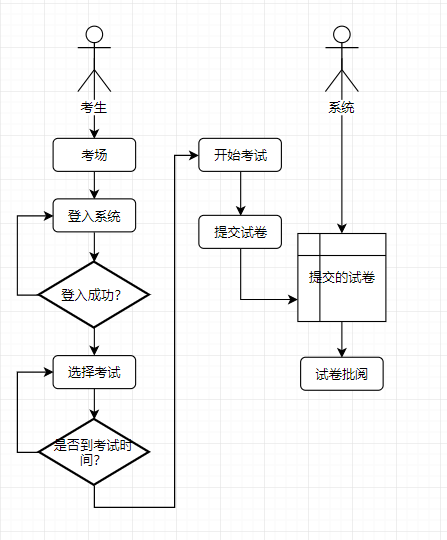 考生
考场
登入系统
登入成功？
选择考试
是否到考试时
间？
开始考试
提交试卷
系统
提交的试卷
试卷批阅